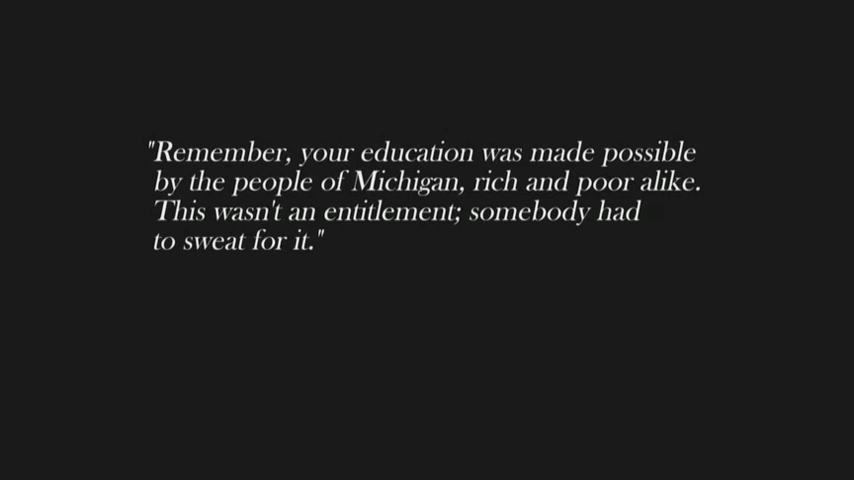 "Remember, your education was made possible
by the people of Michigan, rich and poor alike.
This wasn't an entitlement; somebody had
to sweat for it."